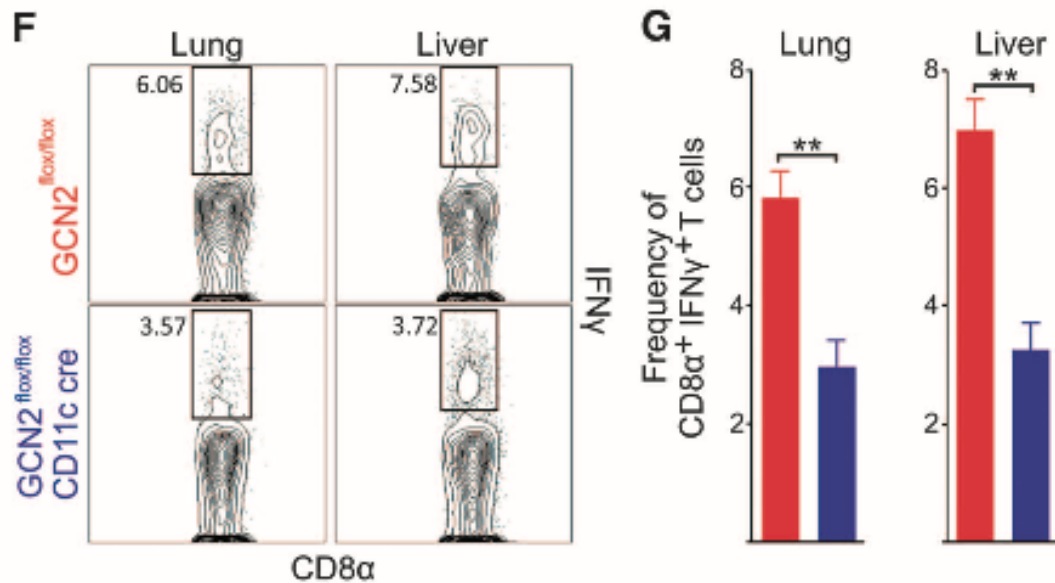 F
Lung Liver
GCN2flox/flox
6.06
7.58
GCN2flox/flox
CD11c cre
3.57
3.72
IFNγ
CD8α
G
Lung Liver
Frequency of
CD8α+ IFNγ+ T cells
8
6
4
2
**
8
6
4
2
**